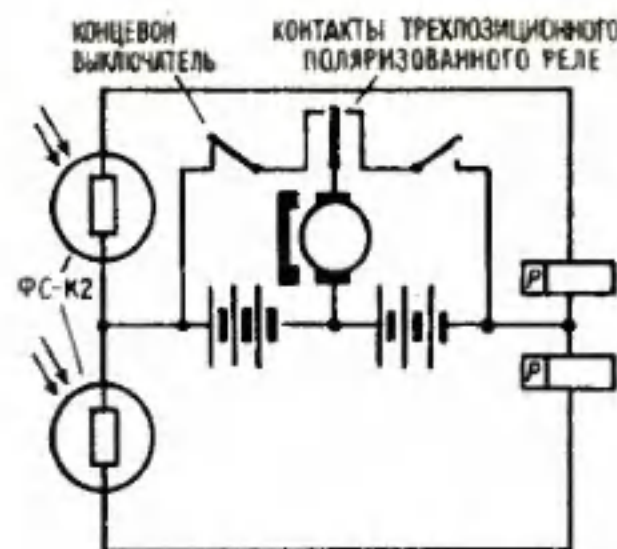 КОНЦЕВОЙ
ВЫКЛЮЧАТЕЛЬ
КОНТАКТЫ ТРЕХПОЗИЦИОННОГО
ПОЛЯРИЗОВАННОГО РЕЛЕ
ФС-К2
Р
Р